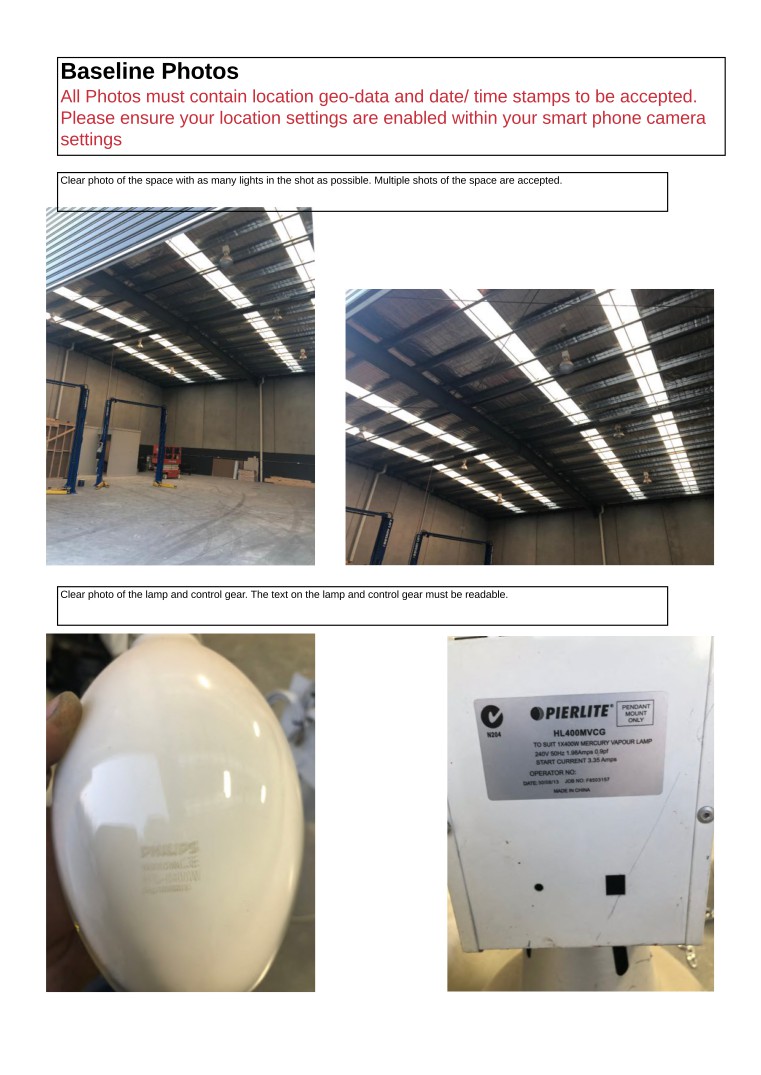 Baseline Photos
All Photos must contain location geo-data and date/ time stamps to be accepted.
Please ensure your location settings are enabled within your smart phone camera
settings
Clear photo of the space with as many lights in the shot as possible. Multiple shots of the space are accepted.
Clear photo of the lamp and control gear. The text on the lamp and control gear must be readable.
PHILIPS
N204
PIERLITE
PENDANT
MOUNT
ONLY
HL400MVCG
TO SUIT 1X400W MERCURY VAPOUR LAMP
240V 50Hz 1.98Amps 0.9pf
START CURRENT 3.35 Amps
OPERATOR NO:
DATE: JOB NO:
MADE IN CHINA